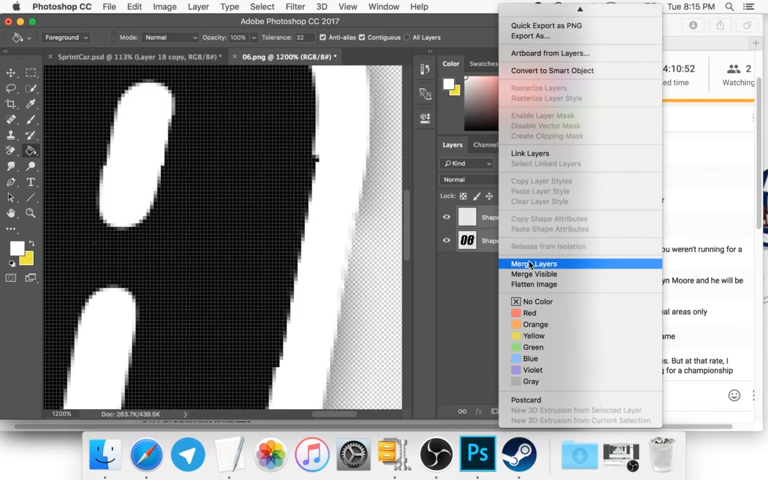 Photoshop CC File Edit Image Layer Type Select Filter 3D View Window Help Tue 8:15 PM
Adobe Photoshop CC 2017
Foreground Mode: Normal Opacity: 100% Tolerance: 32 Anti-alias Contiguous All Layers
SprintCar.psd @ 113% (Layer 18 copy, RGB/8*) * 06.png @ 1200% (RGB/8*) *
Color Swatches
Layers
Kind
Normal
Lock:
06
1200% Doc: 263.7K/439.5K
Quick Export as PNG
Export As...
Artboard from Layers...
Convert to Smart Object
Rasterize Layers
Rasterize Layer Style
Enable Layer Mask
Disable Vector Mask
Create Clipping Mask
Link Layers
Select Linked Layers
Copy Layer Styles
Paste Layer Style
Clear Layer Style
Copy Shape Attributes
Paste Shape Attributes
Release from Isolation
Merge Layers
Merge Visible
Flatten Image
No Color
Red
Orange
Yellow
Green
Blue
Violet
Gray
Postcard
New 3D Extrusion from Selected Layer
New 3D Extrusion from Current Selection
4:10:52 2
ed time Watching
u weren't running for a
yn Moore and he will be
nal areas only
ame
s. But at that rate, I
g for a championship
Ps